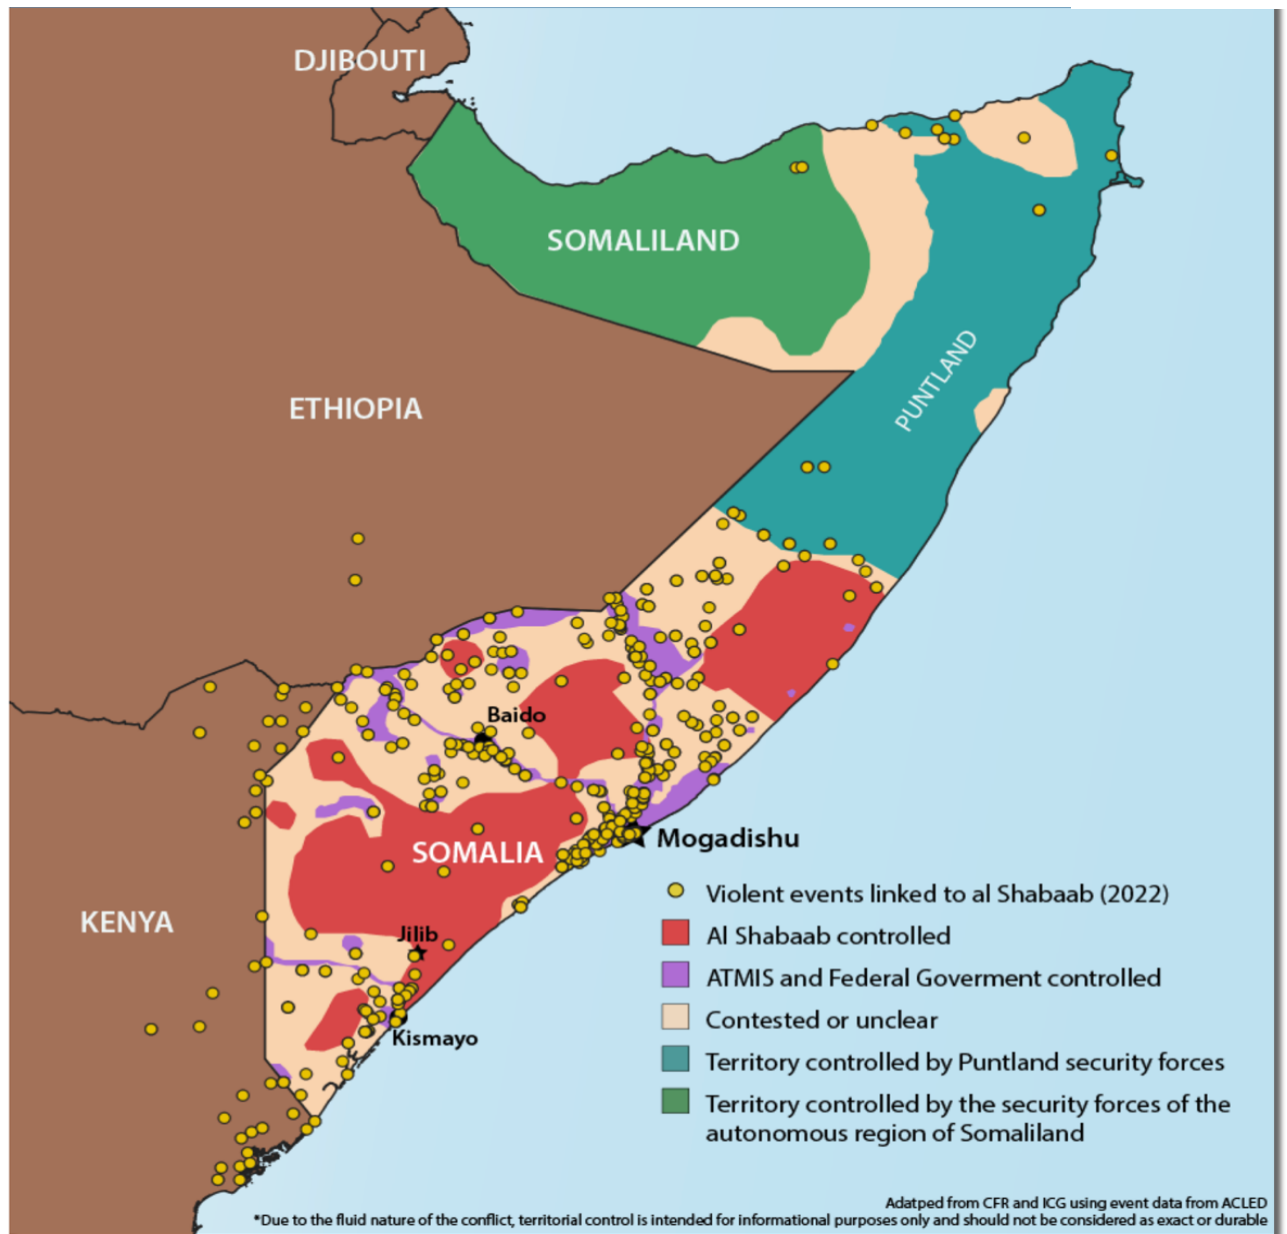 DJIBOUTI
SOMALILAND
PUNTLAND
ETHIOPIA
Baido
Mogadishu
SOMALIA
KENYA
Jilib
Kismayo
Violent events linked to al Shabaab (2022)
Al Shabaab controlled
ATMIS and Federal Goverment controlled
Contested or unclear
Territory controlled by Puntland security forces
Territory controlled by the security forces of the
autonomous region of Somaliland
Adatped from CFR and ICG using event data from ACLED
*Due to the fluid nature of the conflict, territorial control is intended for informational purposes only and should not be considered as exact or durable